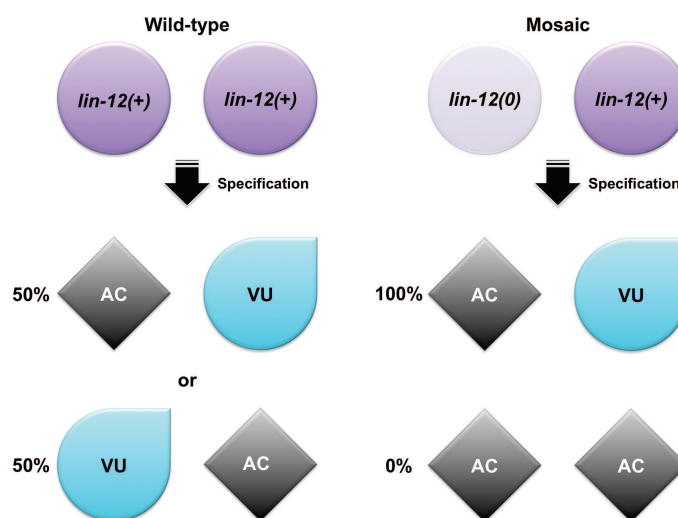 Wild-type Mosaic
lin-12(+) lin-12(+) lin-12(0) lin-12(+)
Specification Specification
50% AC VU 100% AC VU
or
50% VU AC 0% AC AC